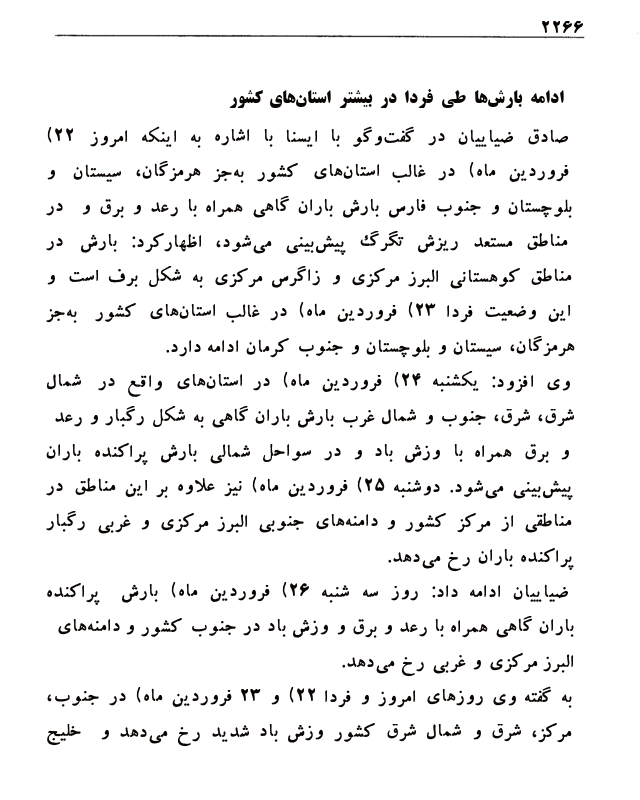 ۲۲۶۶
ادامه بارش‌ها طی فردا در بیشتر استان‌های کشور
صادق ضیاییان در گفت‌وگو با ایسنا با اشاره به اینکه امروز ۲۲)
فروردین ماه) در غالب استان‌های کشور به‌جز هرمزگان، سیستان و
بلوچستان و جنوب فارس بارش باران گاهی همراه با رعد و برق و در
مناطق مستعد ریزش تگرگ پیش‌بینی می‌شود، اظهارکرد: بارش در
مناطق کوهستانی البرز مرکزی و زاگرس مرکزی به شکل برف است و
این وضعیت فردا ۲۳) فروردین ماه) در غالب استان‌های کشور به‌جز
هرمزگان، سیستان و بلوچستان و جنوب کرمان ادامه دارد.
وی افزود: یکشنبه ۲۴) فروردین ماه) در استان‌های واقع در شمال
شرق، شرق، جنوب و شمال غرب بارش باران گاهی به شکل رگبار و رعد
و برق همراه با وزش باد و در سواحل شمالی بارش پراکنده باران
پیش‌بینی می‌شود. دوشنبه ۲۵) فروردین ماه) نیز علاوه بر این مناطق در
مناطقی از مرکز کشور و دامنه‌های جنوبی البرز مرکزی و غربی رگبار
پراکنده باران رخ می‌دهد.
ضیاییان ادامه داد: روز سه شنبه ۲۶) فروردین ماه) بارش پراکنده
باران گاهی همراه با رعد و برق و وزش باد در جنوب کشور و دامنه‌های
البرز مرکزی و غربی رخ می‌دهد.
به گفته وی روزهای امروز و فردا ۲۲) و ۲۳ فروردین ماه) در جنوب،
مرکز، شرق و شمال شرق کشور وزش باد شدید رخ می‌دهد و خلیج